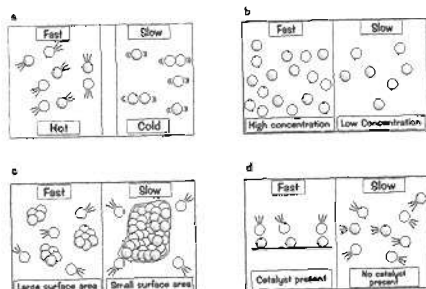 a
Fast
Slow
Hot
Cold
b
Fast
Slow
High concentration
Low Concentration
c
Fast
Slow
Large surface area
Small surface area
d
Fast
Slow
Catalyst present
No catalyst
present